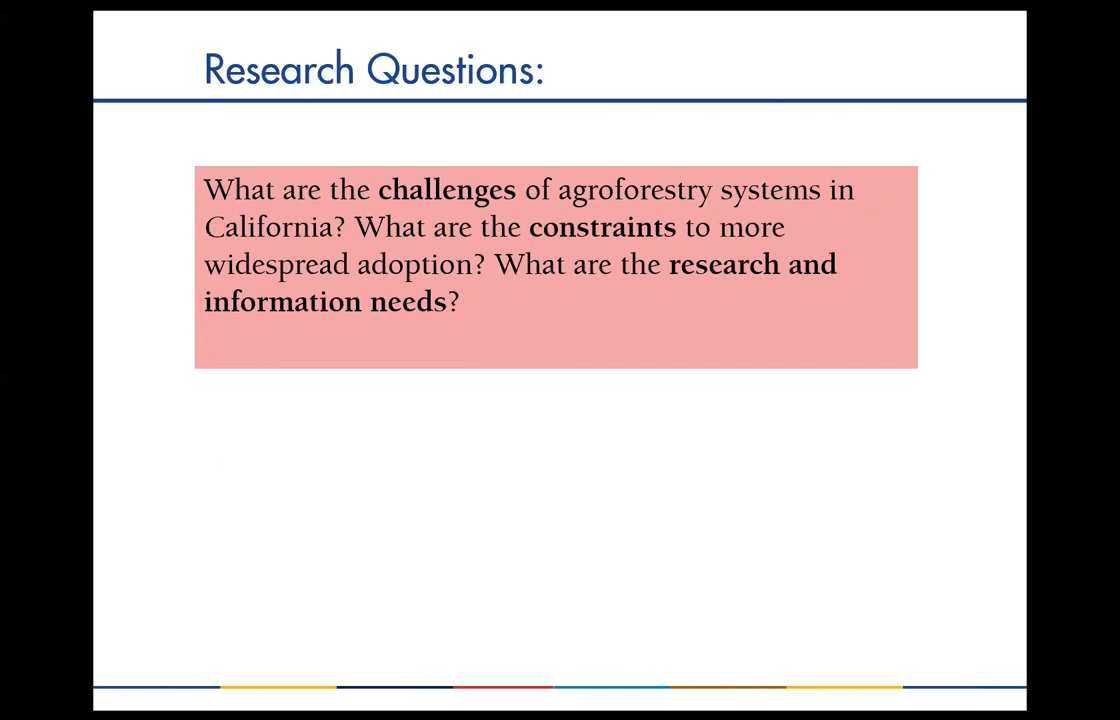 Research Questions:
What are the challenges of agroforestry systems in
California? What are the constraints to more
widespread adoption? What are the research and
information needs?